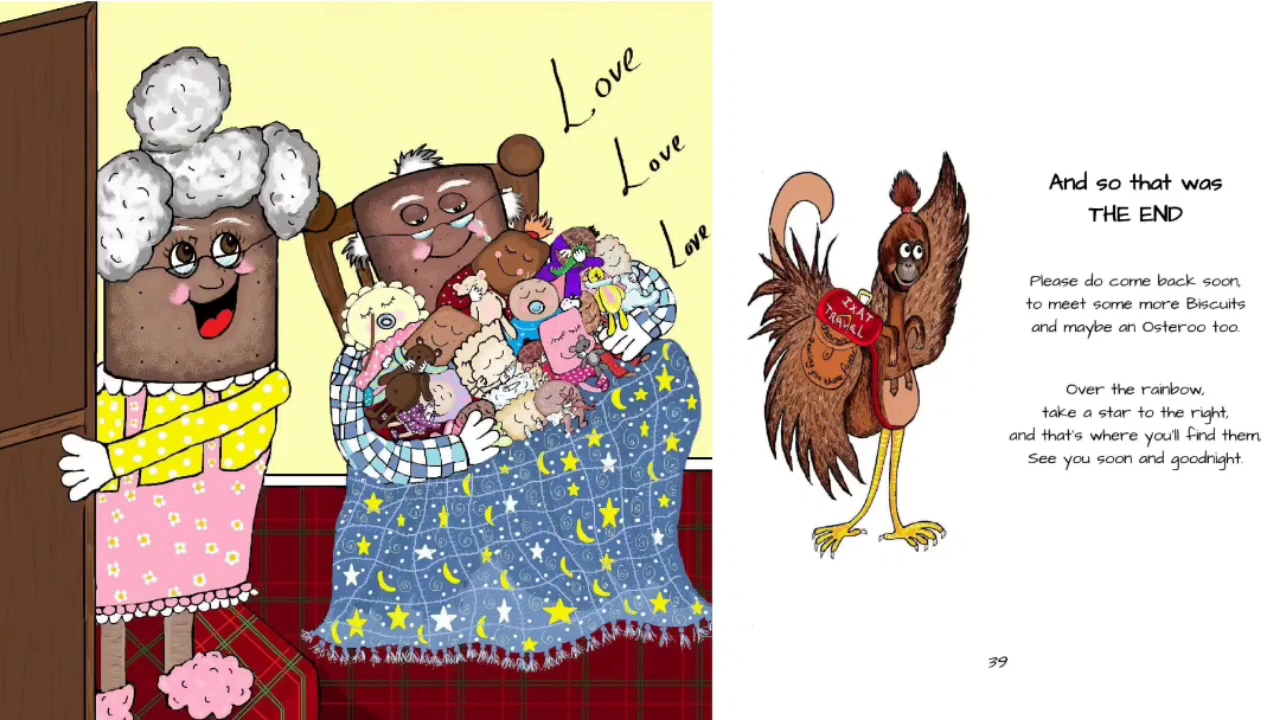 Love
Love
Love
And so that was
THE END
Please do come back soon,
to meet some more Biscuits
and maybe an Osteroo too.
Over the rainbow,
take a star to the right,
and that's where you'll find them,
See you soon and goodnight.
IXAT
TRAVEL
39